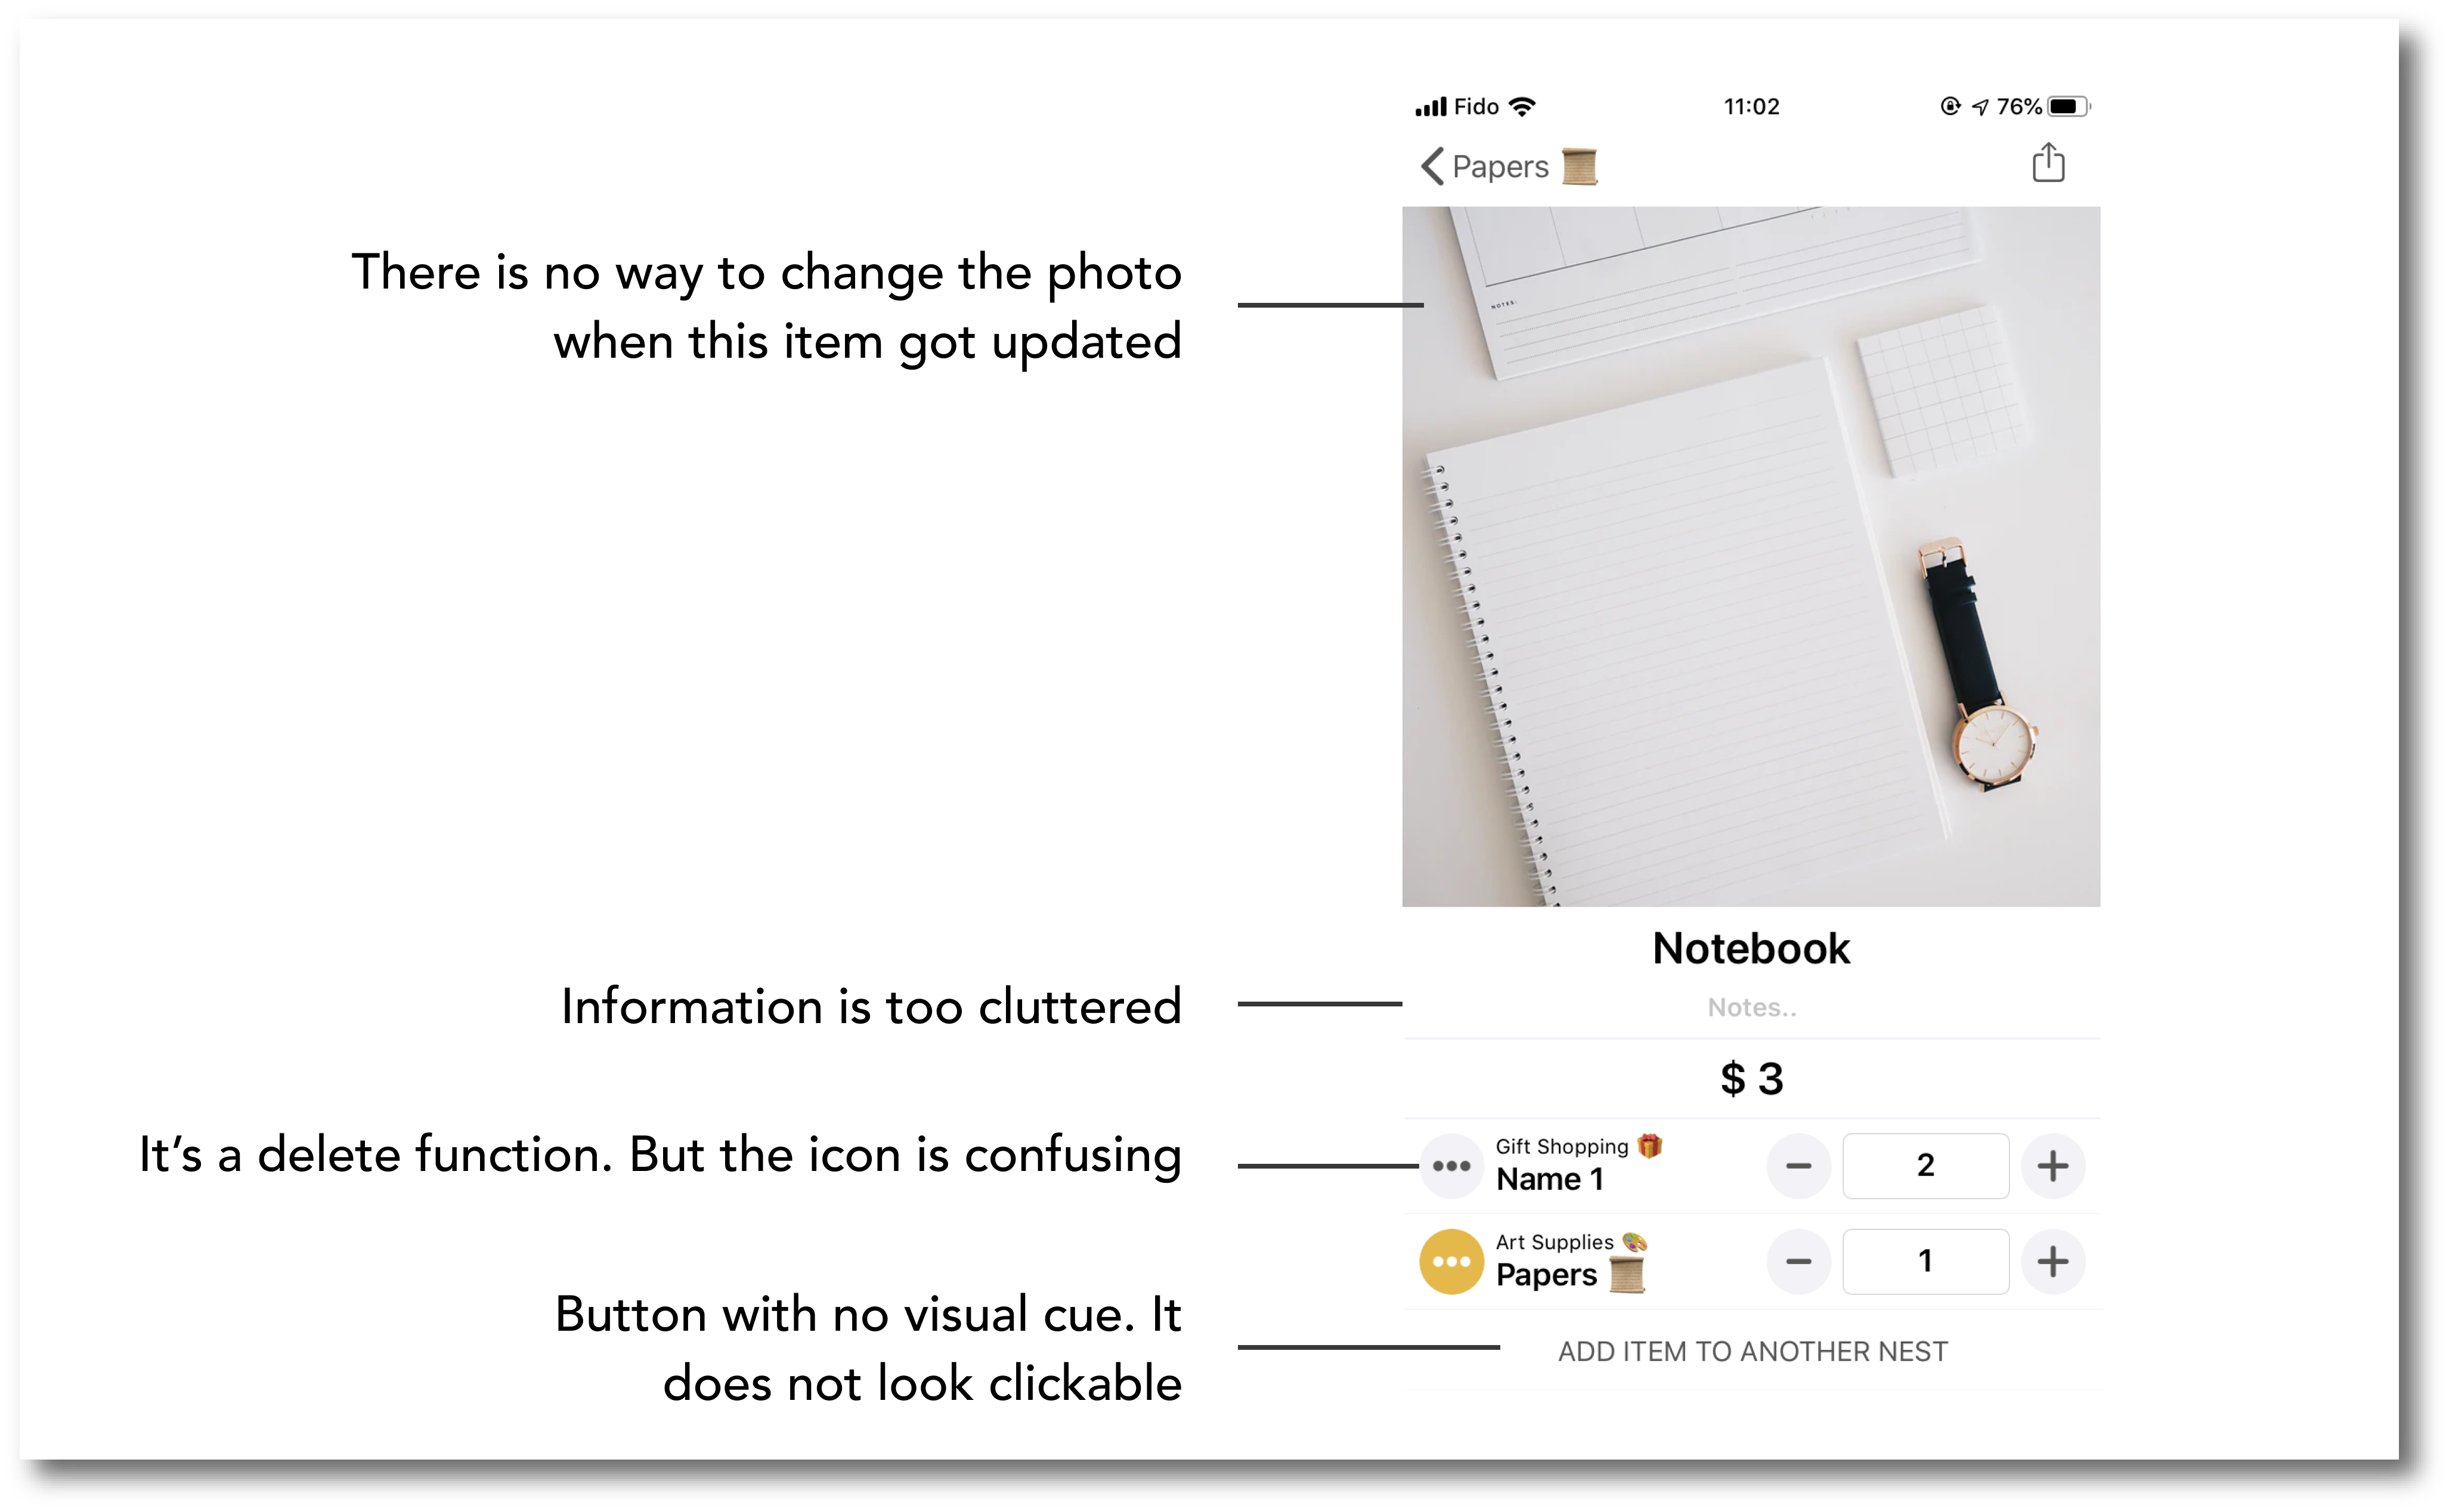 Fido
11:02
76%
Papers
There is no way to change the photo
when this item got updated
NOTES:
Notebook
Information is too cluttered
Notes..
$ 3
It’s a delete function. But the icon is confusing
Gift Shopping
Name 1
2
Art Supplies
Papers
1
Button with no visual cue. It
does not look clickable
ADD ITEM TO ANOTHER NEST